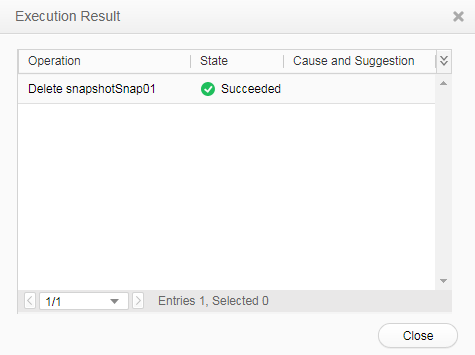 Execution Result
Operation State Cause and Suggestion
Delete snapshotSnap01 Succeeded
1/1 Entries 1, Selected 0
Close